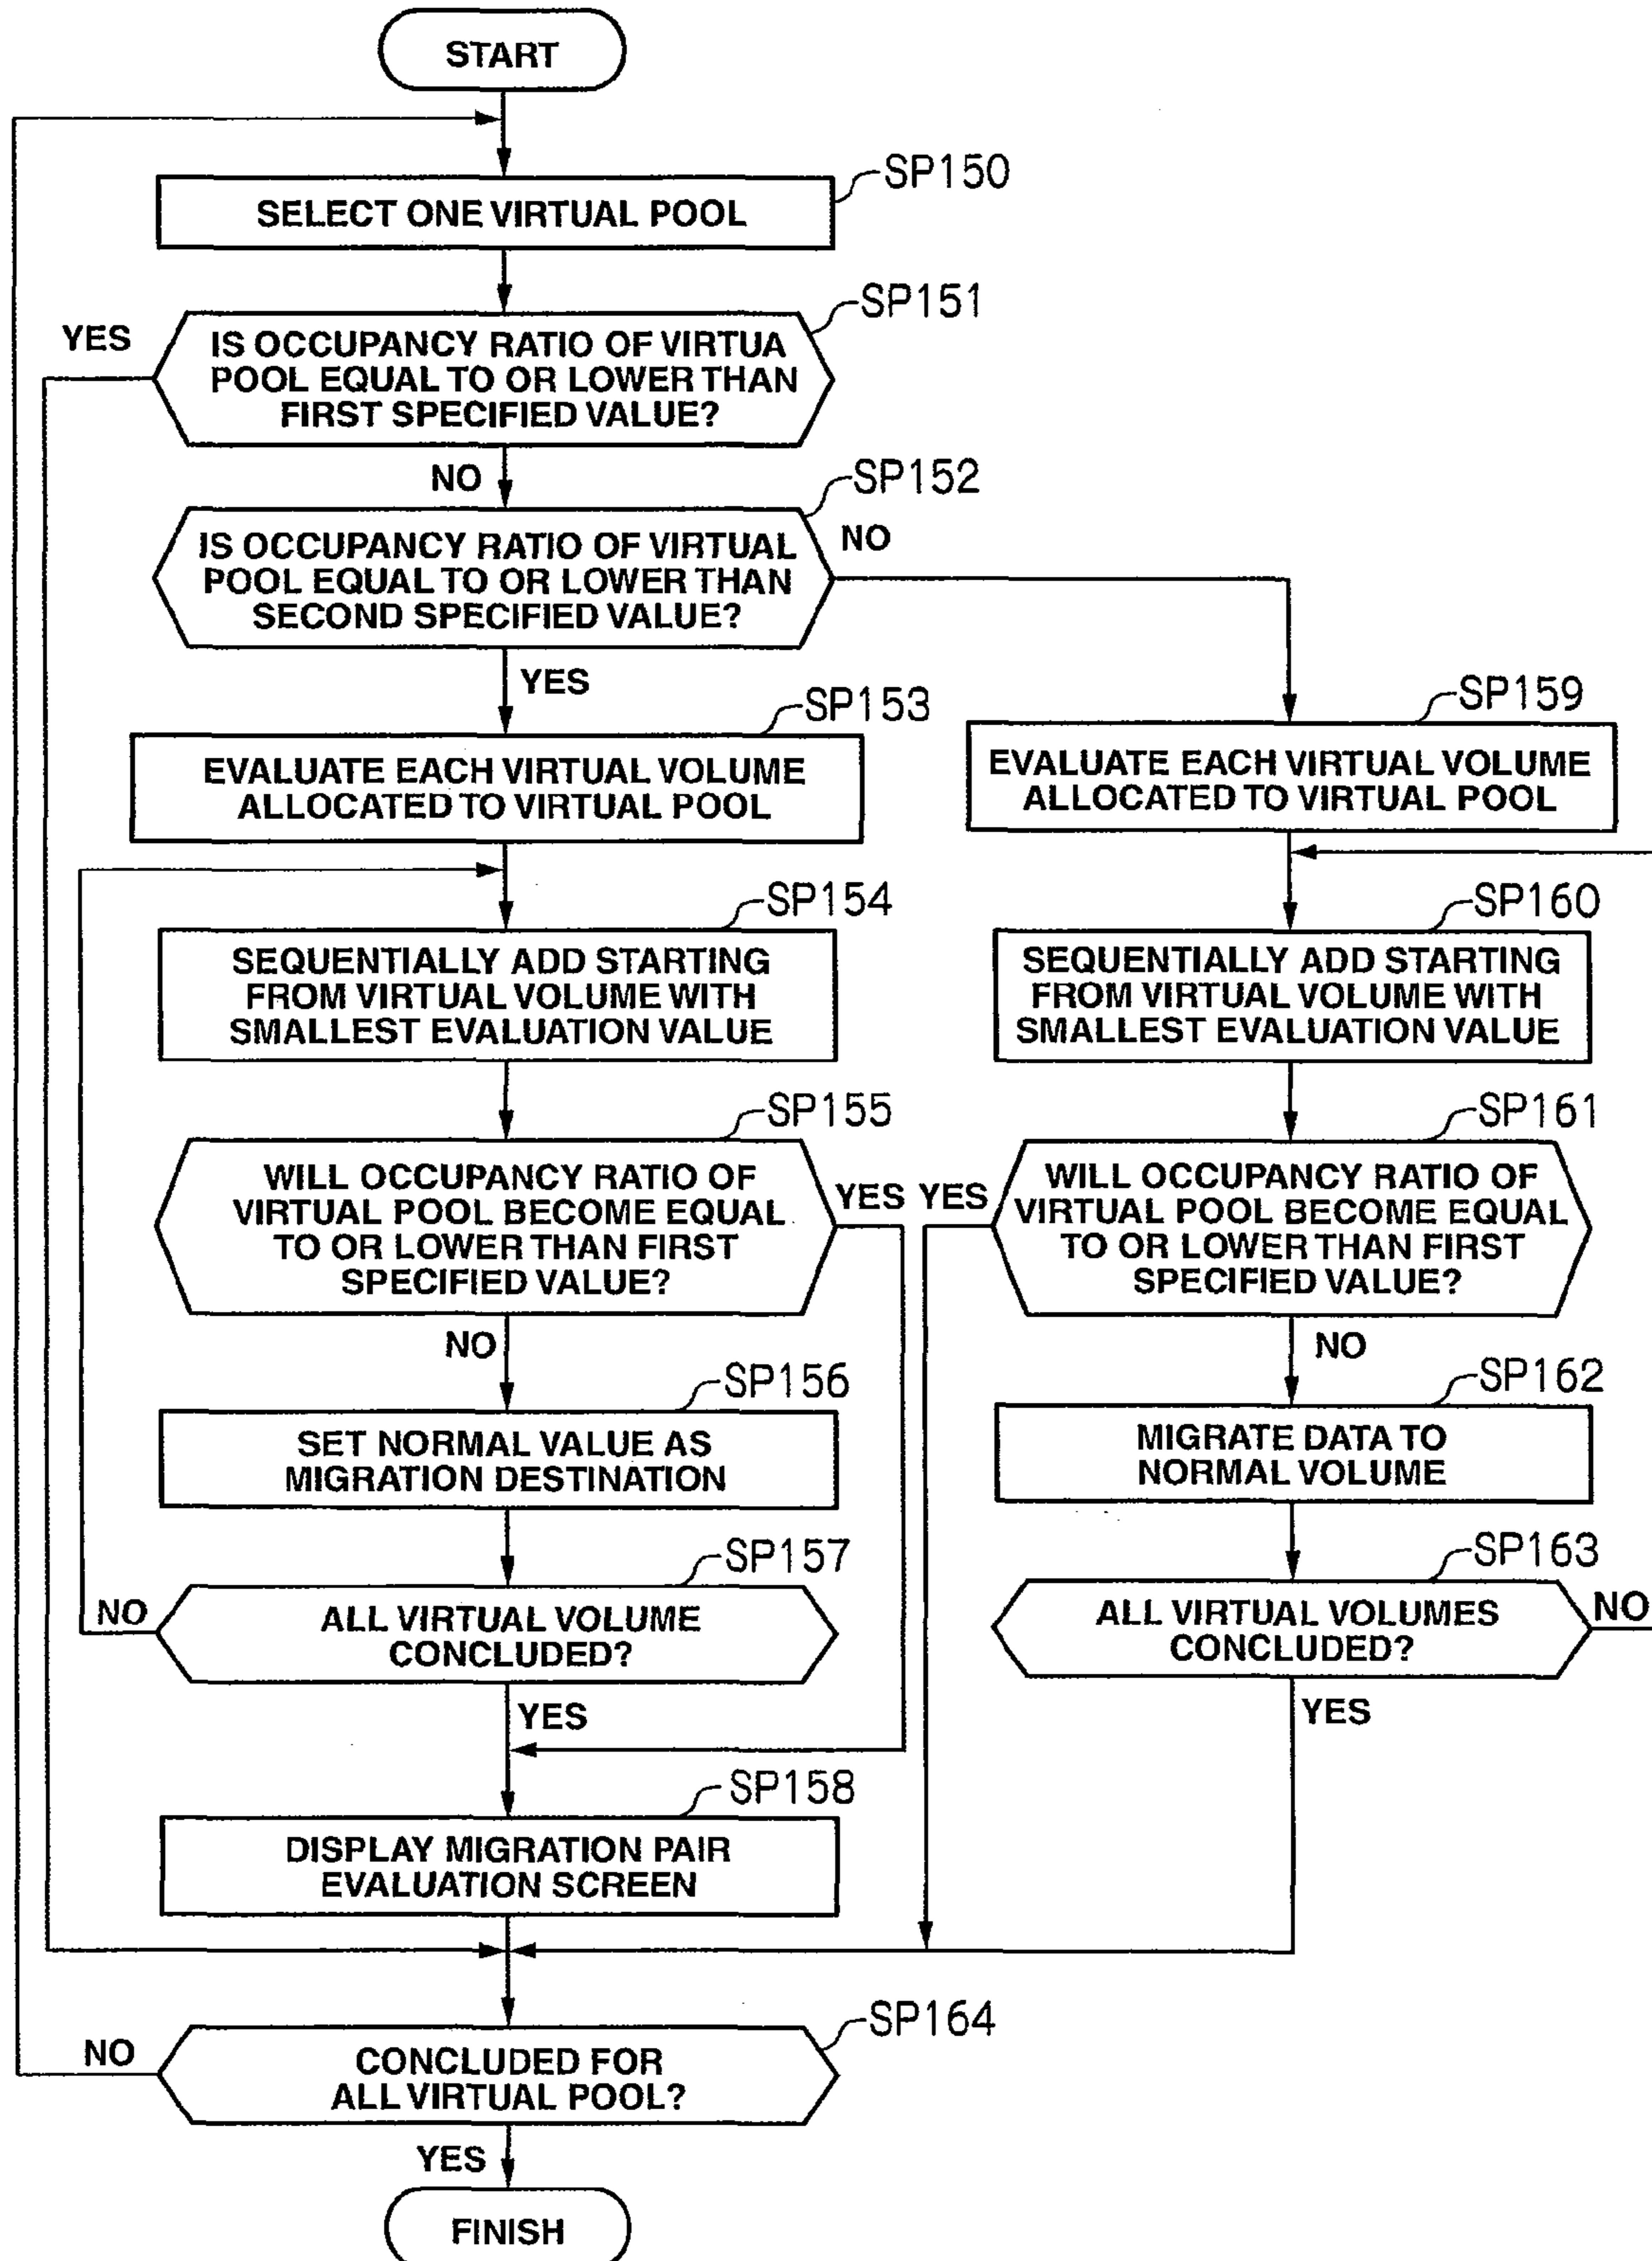 START
SP150
SELECT ONE VIRTUAL POOL
SP151
YES
IS OCCUPANCY RATIO OF VIRTUA
POOL EQUAL TO OR LOWER THAN
FIRST SPECIFIED VALUE?
NO
SP152
IS OCCUPANCY RATIO OF VIRTUAL
POOL EQUAL TO OR LOWER THAN
SECOND SPECIFIED VALUE?
NO
YES
SP153
EVALUATE EACH VIRTUAL VOLUME
ALLOCATED TO VIRTUAL POOL
SP154
SEQUENTIALLY ADD STARTING
FROM VIRTUAL VOLUME WITH
SMALLEST EVALUATION VALUE
SP155
WILL OCCUPANCY RATIO OF
VIRTUAL POOL BECOME EQUAL
TO OR LOWER THAN FIRST
SPECIFIED VALUE?
YES
NO
SP156
SET NORMAL VALUE AS
MIGRATION DESTINATION
SP157
NO
ALL VIRTUAL VOLUME
CONCLUDED?
YES
SP158
DISPLAY MIGRATION PAIR
EVALUATION SCREEN
SP159
EVALUATE EACH VIRTUAL VOLUME
ALLOCATED TO VIRTUAL POOL
SP160
SEQUENTIALLY ADD STARTING
FROM VIRTUAL VOLUME WITH
SMALLEST EVALUATION VALUE
SP161
YES
WILL OCCUPANCY RATIO OF
VIRTUAL POOL BECOME EQUAL
TO OR LOWER THAN FIRST
SPECIFIED VALUE?
NO
SP162
MIGRATE DATA TO
NORMAL VOLUME
SP163
ALL VIRTUAL VOLUMES
CONCLUDED?
NO
YES
SP164
NO
CONCLUDED FOR
ALL VIRTUAL POOL?
YES
FINISH